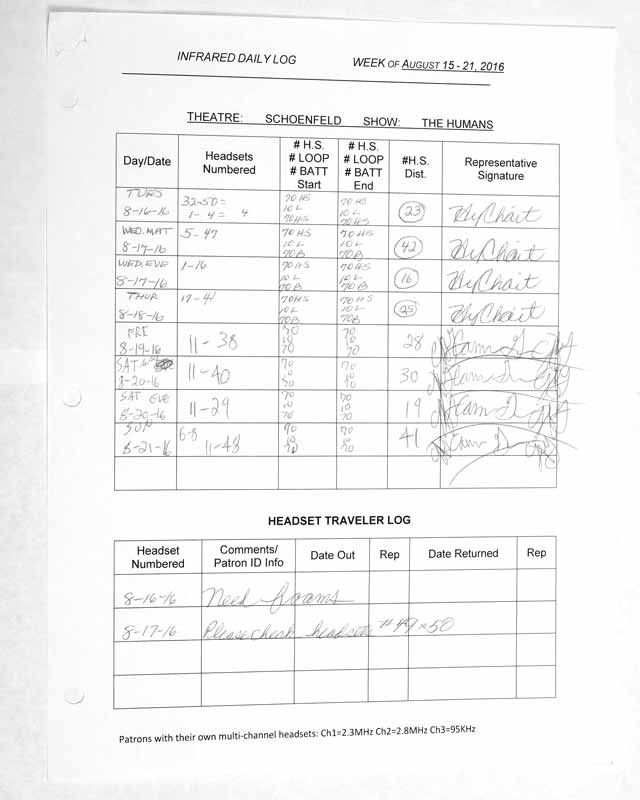 INFRARED DAILY LOG WEEK OF AUGUST 15 - 21, 2016
THEATRE: SCHOENFELD SHOW: THE HUMANS
Day/Date Headsets Numbered # H.S. # LOOP # BATT Start # H.S. # LOOP # BATT End #H.S. Dist. Representative Signature
TUES 8-16-16 32-50= 1-4= 4 70 HS 10 L 70 HS 70 HS 10 L 70 HS 23
WED. MAT 8-17-16 5-47 70 HS 10 L 70 B 70 HS 10 L 70 B 42
WED. EVE 8-17-16 1-16 70 HS 10 L 70 B 70 HS 10 L 70 B 16
THUR 8-18-16 17-41 70 HS 10 L 70 B 70 HS 10 L 70 B 25
FRI 8-19-16 11-38 70 10 70 70 10 70 28
SAT 8-20-16 11-40 70 10 70 70 10 70 30
SAT EVE 8-20-16 11-29 70 10 70 70 10 70 19
SUN 8-21-16 6-8 11-48 70 10 70 70 10 70 41
HEADSET TRAVELER LOG
Headset Numbered Comments/ Patron ID Info Date Out Rep Date Returned Rep
8-16-16 Need foams
8-17-16 Please check headsets #49 x 50
Patrons with their own multi-channel headsets: Ch1=2.3MHz Ch2=2.8MHz Ch3=95KHz